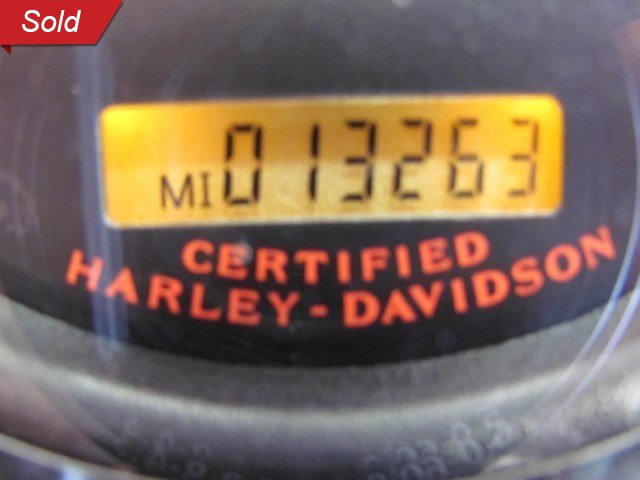 Sold
MI 013263
CERTIFIED
HARLEY-DAVIDSON